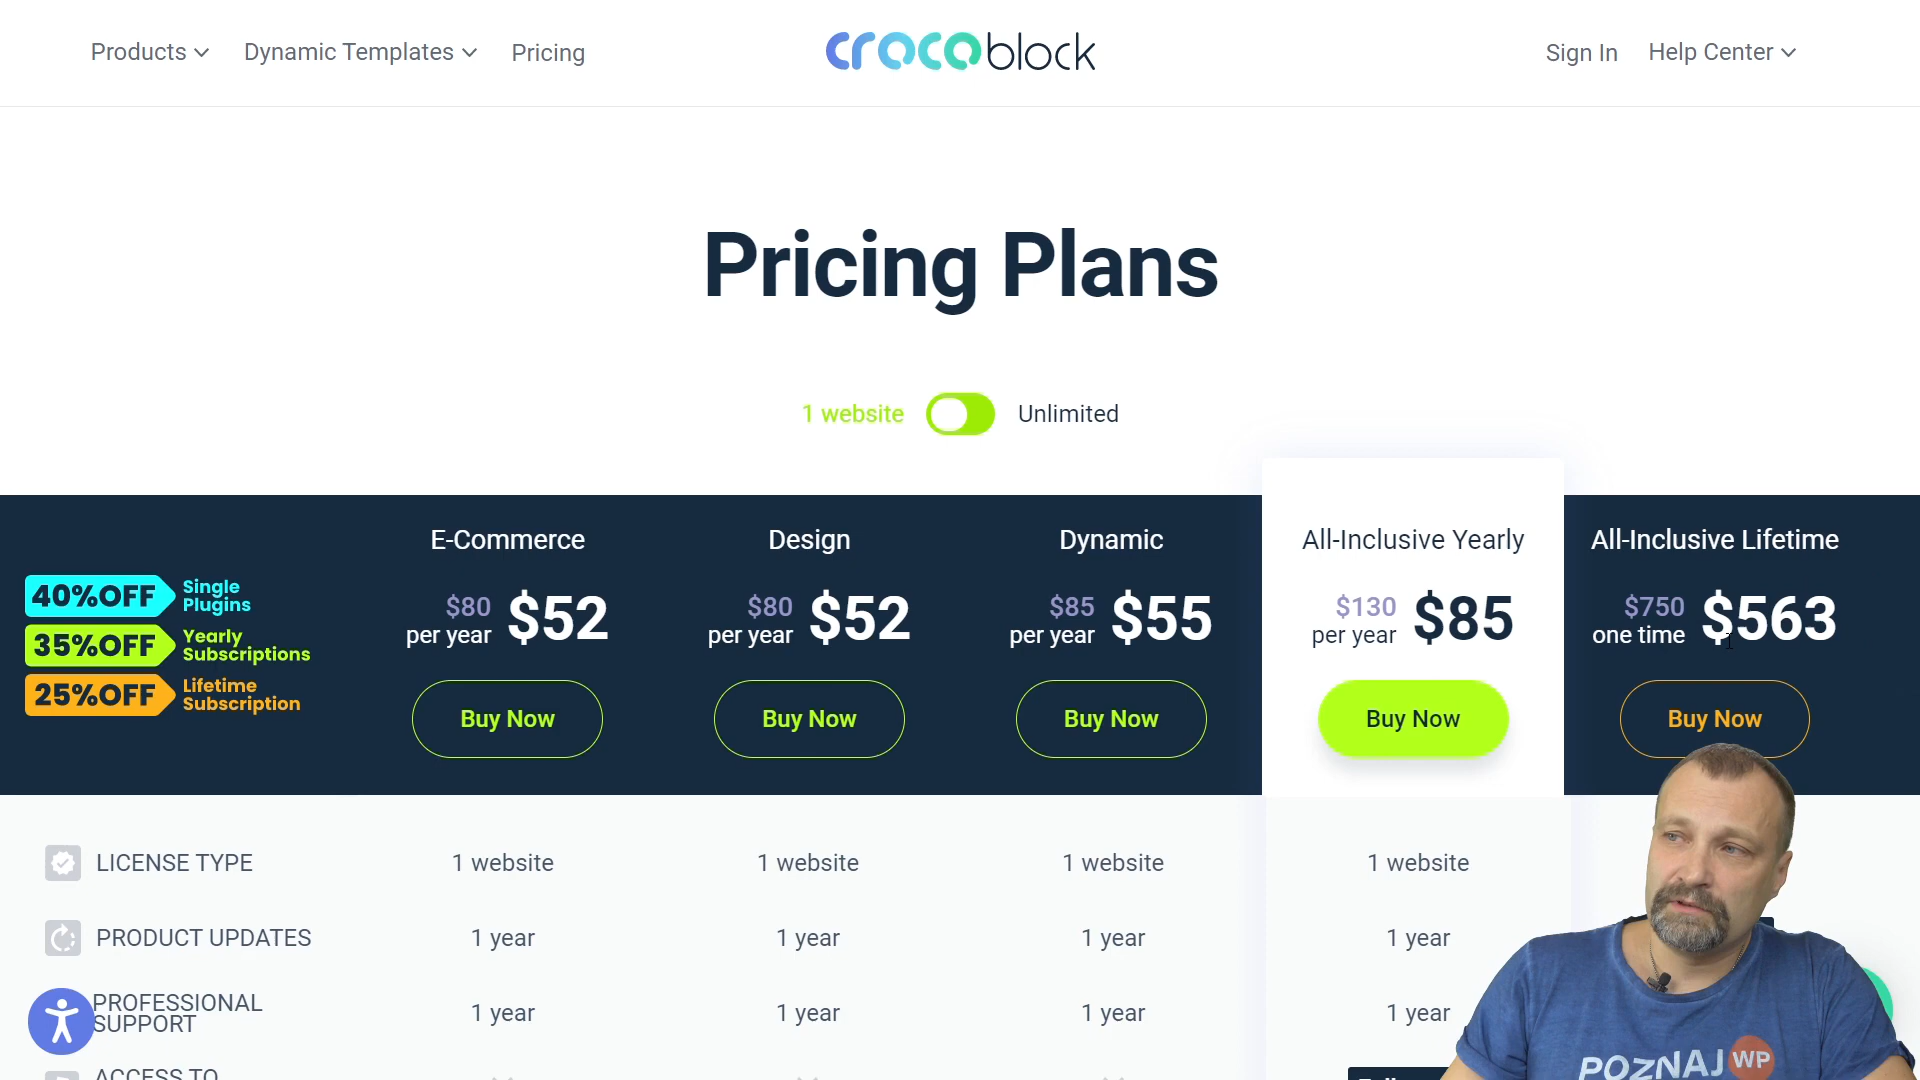 Products
Dynamic Templates
Pricing
crocoblock
Sign In
Help Center
Pricing Plans
1 website
Unlimited
40%OFF Single Plugins
35%OFF Yearly Subscriptions
25%OFF Lifetime Subscription
E-Commerce
$80 per year $52
Buy Now
Design
$80 per year $52
Buy Now
Dynamic
$85 per year $55
Buy Now
All-Inclusive Yearly
$130 per year $85
Buy Now
All-Inclusive Lifetime
$750 one time $563
Buy Now
LICENSE TYPE 1 website 1 website 1 website 1 website
PRODUCT UPDATES 1 year 1 year 1 year 1 year
PROFESSIONAL SUPPORT 1 year 1 year 1 year 1 year
ACCESS TO
POZNAJ WP